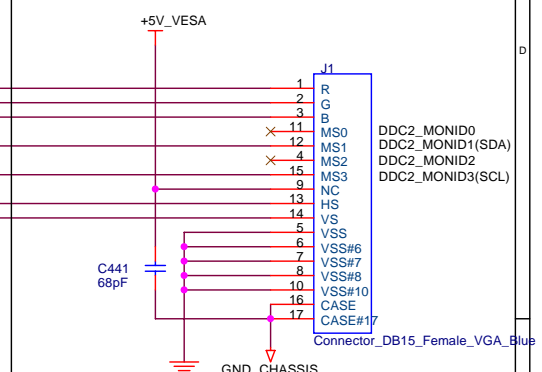 +5V_VESA
D
J1
1 R
2 G
3 B
11 MS0 DDC2_MONID0
12 MS1 DDC2_MONID1(SDA)
4 MS2 DDC2_MONID2
15 MS3 DDC2_MONID3(SCL)
9 NC
13 HS
14 VS
5 VSS
6 VSS#6
7 VSS#7
8 VSS#8
10 VSS#10
16 CASE
17 CASE#17
C441
68pF
Connector_DB15_Female_VGA_Blue
GND_CHASSIS